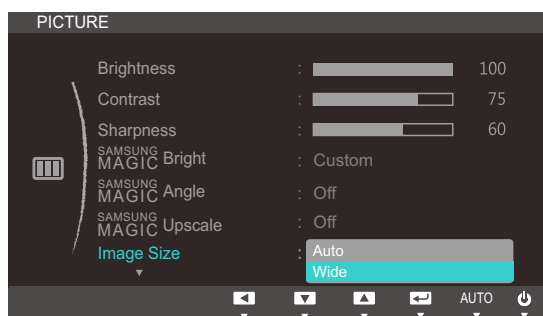 PICTURE
Brightness : 100
Contrast : 75
Sharpness : 60
SAMSUNG MAGIC Bright : Custom
SAMSUNG MAGIC Angle : Off
SAMSUNG MAGIC Upscale : Off
Image Size : Auto
Wide
AUTO